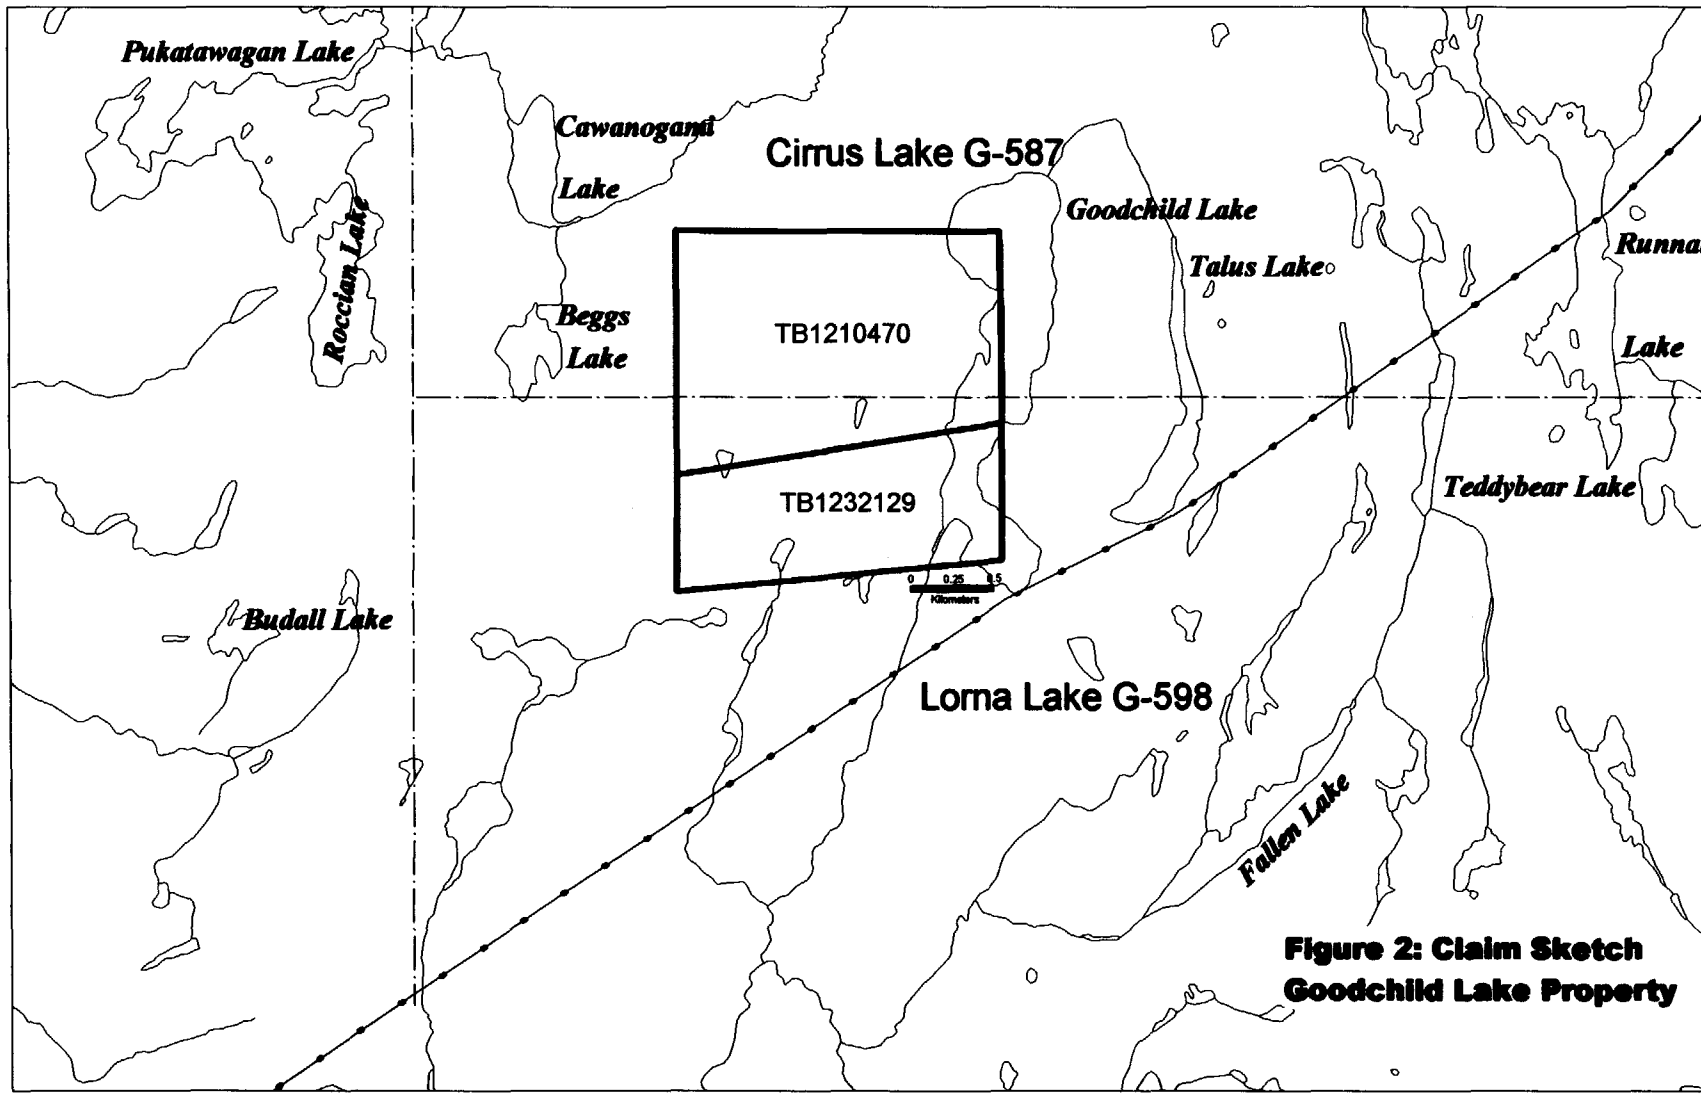 Pukatawagan Lake
Cawanogami
Lake
Cirrus Lake G-587
Roccian Lake
Goodchild Lake
Talus Lake
Beggs
Lake
TB1210470
Lake
TB1232129
Teddybear Lake
0 0.25 0.5
Kilometers
Budall Lake
Lorna Lake G-598
Fallen Lake
Figure 2: Claim Sketch
Goodchild Lake Property